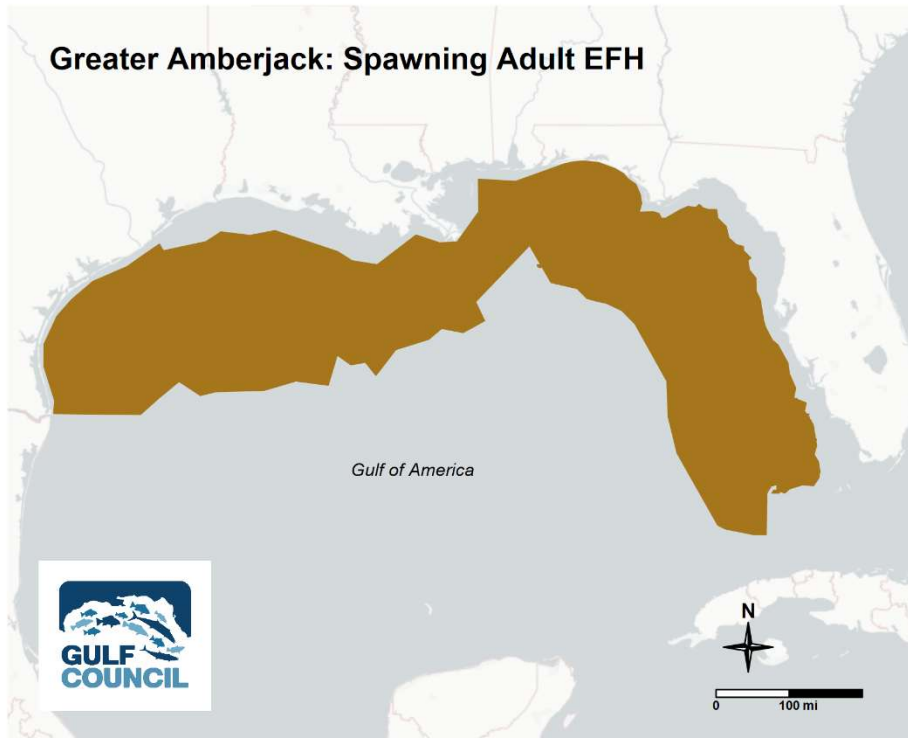 Greater Amberjack: Spawning Adult EFH
Gulf of America
GULF
COUNCIL
N
0 100 mi